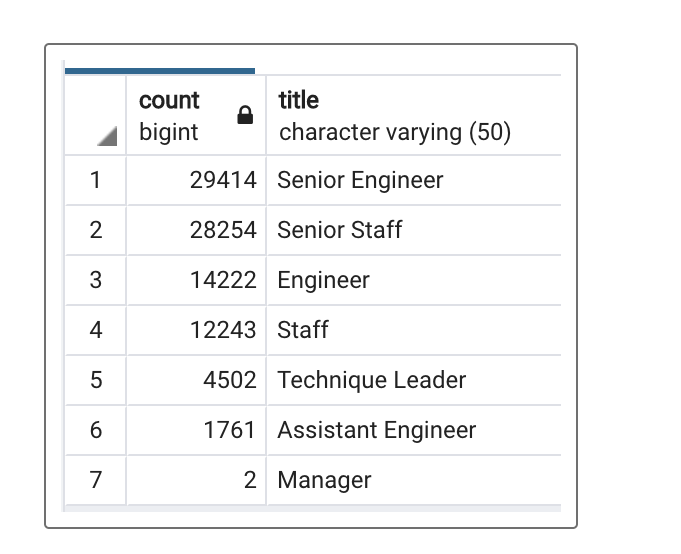 count title
bigint character varying (50)
1 29414 Senior Engineer
2 28254 Senior Staff
3 14222 Engineer
4 12243 Staff
5 4502 Technique Leader
6 1761 Assistant Engineer
7 2 Manager